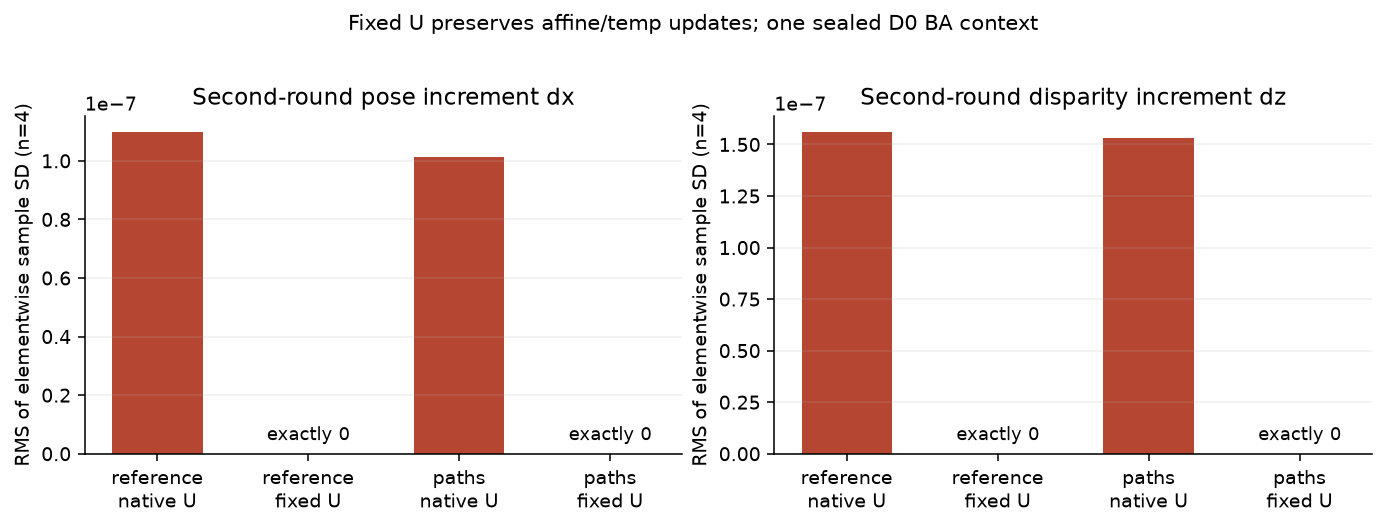 Fixed U preserves affine/temp updates; one sealed D0 BA context
Second-round pose increment dx
1e−7
RMS of elementwise sample SD (n=4)
1.0
0.8
0.6
0.4
0.2
0.0
exactly 0
exactly 0
reference
native U
reference
fixed U
paths
native U
paths
fixed U
Second-round disparity increment dz
1e−7
RMS of elementwise sample SD (n=4)
1.50
1.25
1.00
0.75
0.50
0.25
0.00
exactly 0
exactly 0
reference
native U
reference
fixed U
paths
native U
paths
fixed U